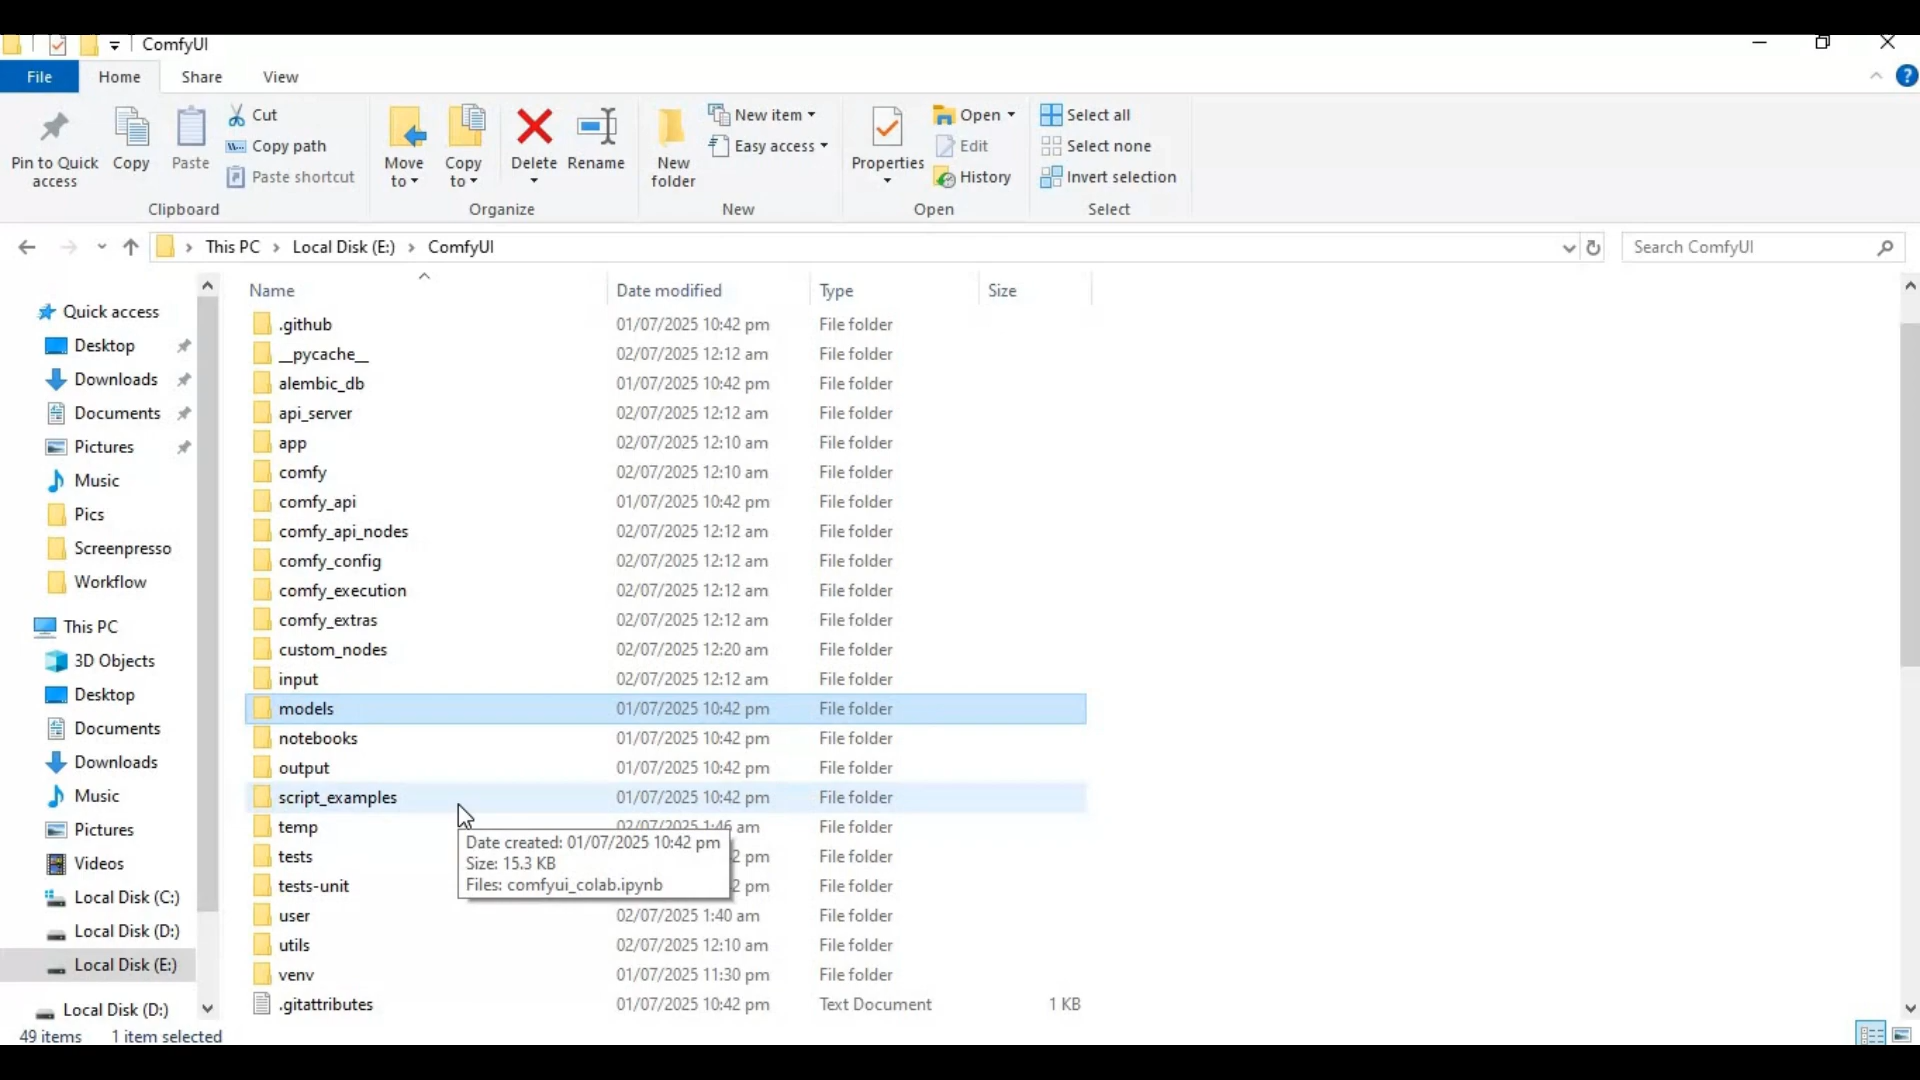 ComfyUI
File Home Share View
Pin to Quick access
Copy
Paste
Cut
Copy path
Paste shortcut
Clipboard
Move to
Copy to
Delete
Rename
Organize
New folder
New item
Easy access
New
Properties
Open
Edit
History
Open
Select all
Select none
Invert selection
Select
This PC > Local Disk (E:) > ComfyUI
Search ComfyUI
Quick access
Desktop
Downloads
Documents
Pictures
Music
Pics
Screenpresso
Workflow
This PC
3D Objects
Desktop
Documents
Downloads
Music
Pictures
Videos
Local Disk (C:)
Local Disk (D:)
Local Disk (E:)
Local Disk (D:)
Name Date modified Type Size
.github 01/07/2025 10:42 pm File folder
__pycache__ 02/07/2025 12:12 am File folder
alembic_db 01/07/2025 10:42 pm File folder
api_server 02/07/2025 12:12 am File folder
app 02/07/2025 12:10 am File folder
comfy 02/07/2025 12:10 am File folder
comfy_api 01/07/2025 10:42 pm File folder
comfy_api_nodes 02/07/2025 12:12 am File folder
comfy_config 02/07/2025 12:12 am File folder
comfy_execution 02/07/2025 12:12 am File folder
comfy_extras 02/07/2025 12:12 am File folder
custom_nodes 02/07/2025 12:20 am File folder
input 02/07/2025 12:12 am File folder
models 01/07/2025 10:42 pm File folder
notebooks 01/07/2025 10:42 pm File folder
output 01/07/2025 10:42 pm File folder
script_examples 01/07/2025 10:42 pm File folder
temp 02/07/2025 1:46 am File folder
tests 2 pm File folder
tests-unit 2 pm File folder
user 02/07/2025 1:40 am File folder
utils 02/07/2025 12:10 am File folder
venv 01/07/2025 11:30 pm File folder
.gitattributes 01/07/2025 10:42 pm Text Document 1 KB
Date created: 01/07/2025 10:42 pm
Size: 15.3 KB
Files: comfyui_colab.ipynb
49 items 1 item selected